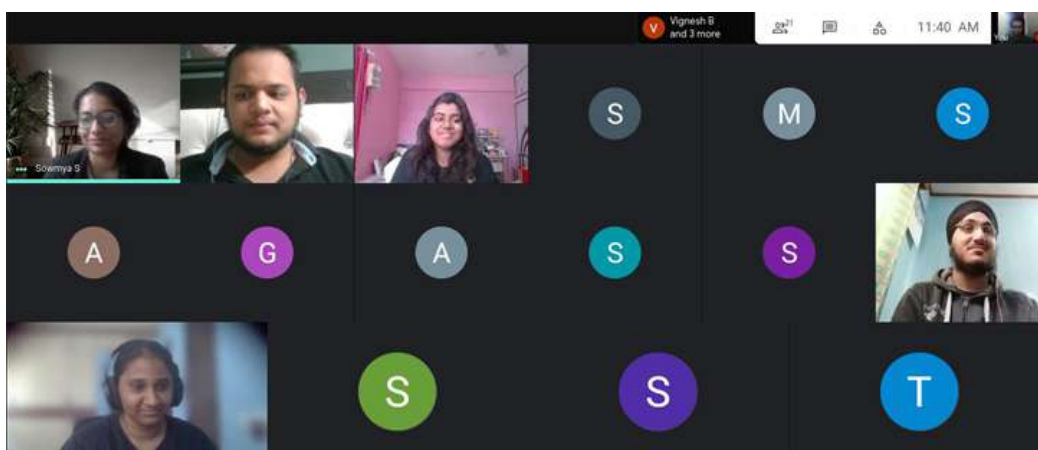 V Vignesh B
and 3 more
21
11:40 AM
You
Sowmya S
S M S
A G A S S
S S T